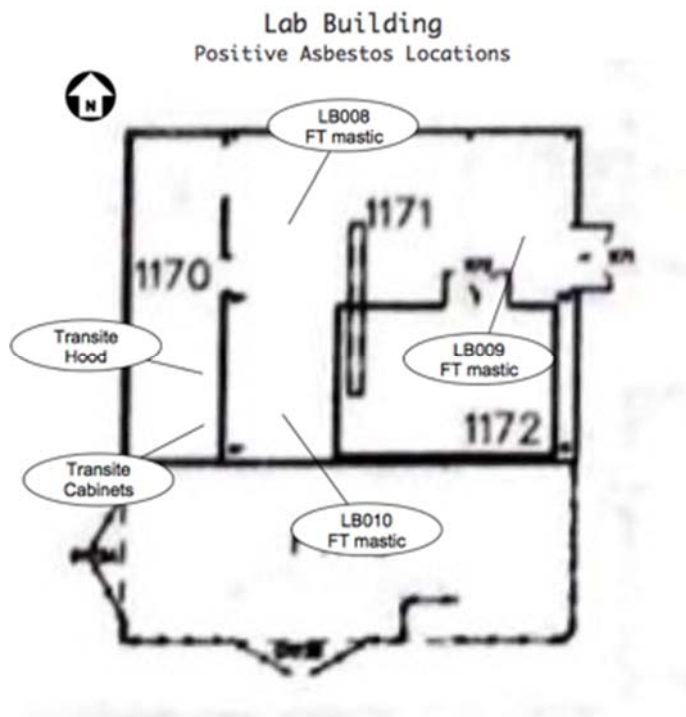 Lab Building
Positive Asbestos Locations
N
LB008
FT mastic
1171
1170
Transite
Hood
LB009
FT mastic
1172
Transite
Cabinets
LB010
FT mastic